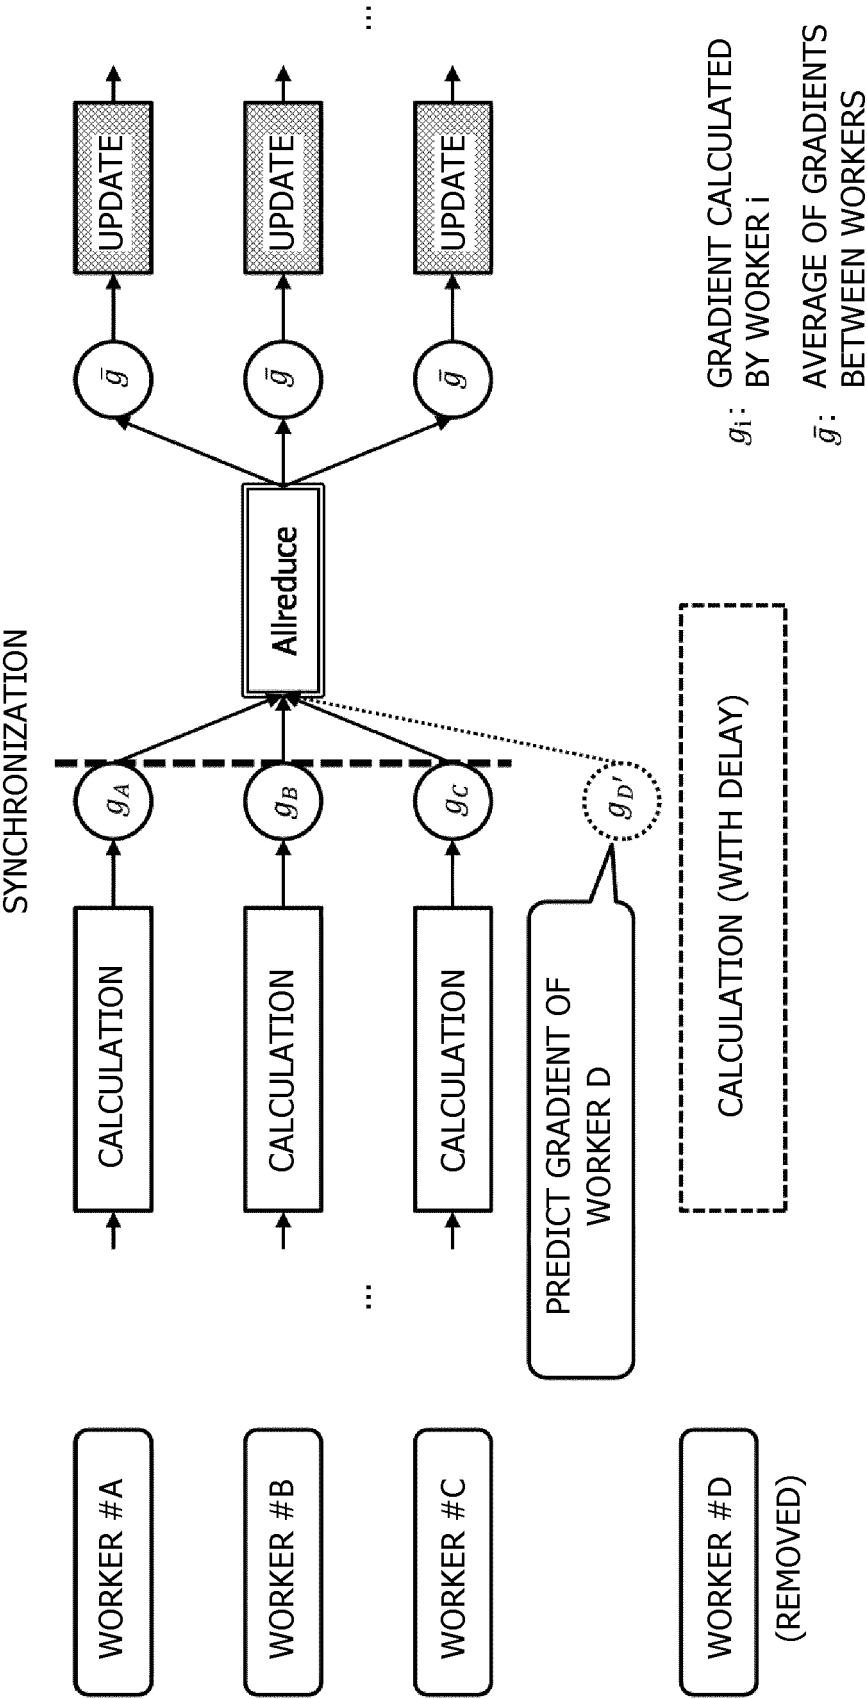 SYNCHRONIZATION
WORKER #A
CALCULATION
g_A
ḡ
UPDATE
WORKER #B
CALCULATION
g_B
Allreduce
ḡ
UPDATE
...
...
WORKER #C
CALCULATION
g_C
ḡ
UPDATE
PREDICT GRADIENT OF
WORKER D
g_D'
WORKER #D
(REMOVED)
CALCULATION (WITH DELAY)
g_i: GRADIENT CALCULATED
BY WORKER i
ḡ: AVERAGE OF GRADIENTS
BETWEEN WORKERS